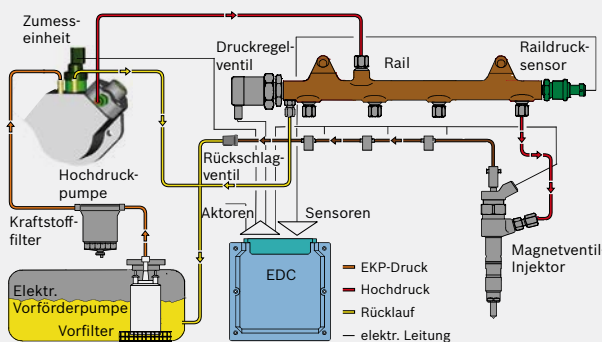 Zumess-
einheit
Druckregel-
ventil
Rail
Raildruck-
sensor
Hochdruck-
pumpe
Rückschlag-
ventil
Kraftstoff-
filter
Aktoren
Sensoren
Magnetventil
Injektor
EDC
Elektr.
Vorförderpumpe
Vorfilter
EKP-Druck
Hochdruck
Rücklauf
elektr. Leitung